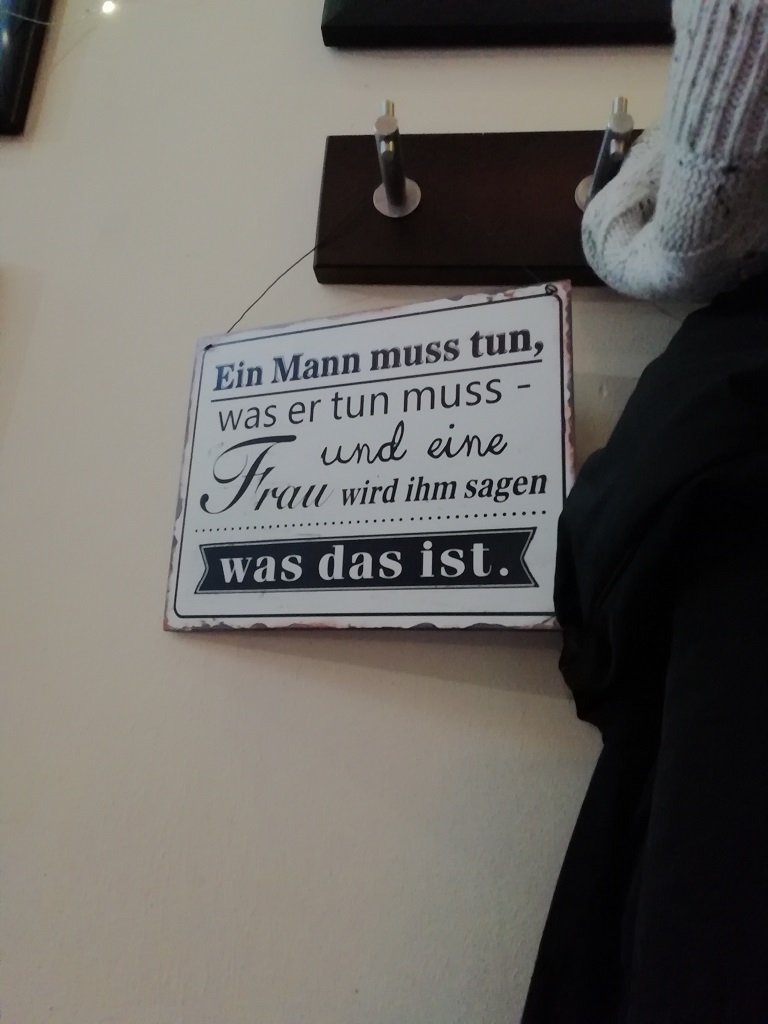 Ein Mann muss tun,
was er tun muss -
und eine
Frau wird ihm sagen
was das ist.